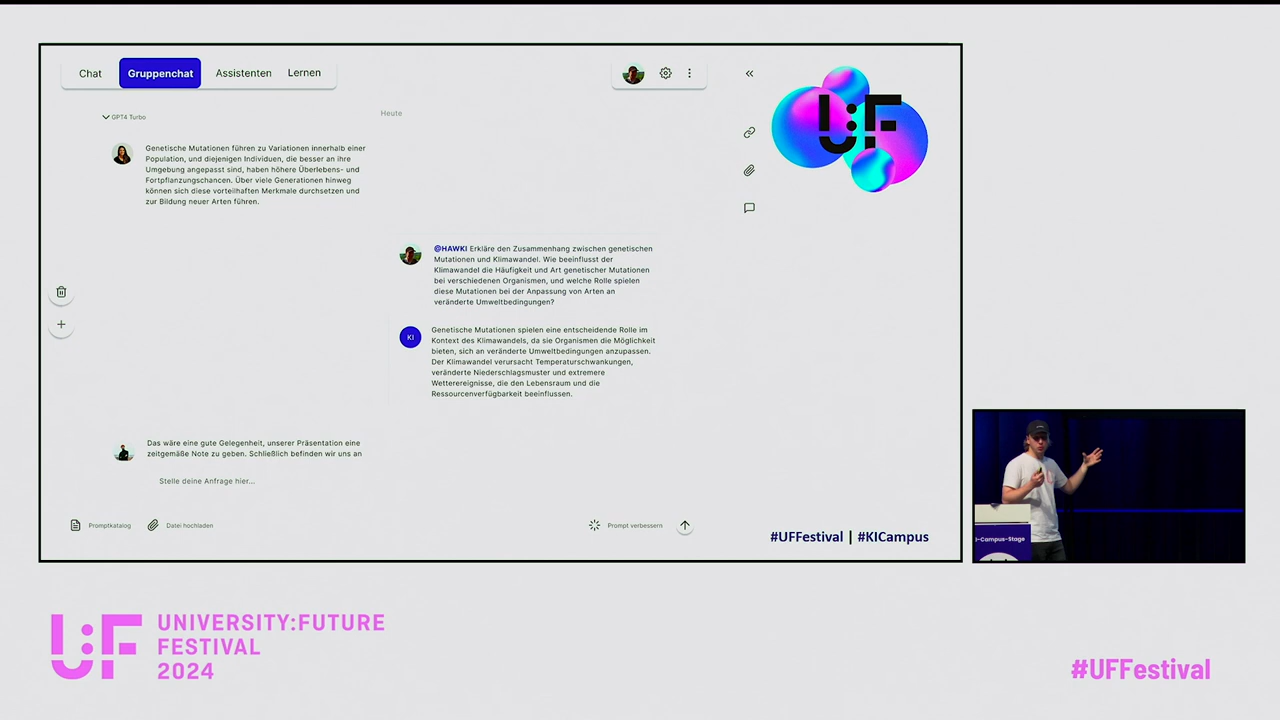 Chat
Gruppenchat
Assistenten
Lernen
U:F
GPT4 Turbo
Heute
Genetische Mutationen führen zu Variationen innerhalb einer
Population, und diejenigen Individuen, die besser an ihre
Umgebung angepasst sind, haben höhere Überlebens- und
Fortpflanzungschancen. Über viele Generationen hinweg
können sich diese vorteilhaften Merkmale durchsetzen und
zur Bildung neuer Arten führen.
@HAWKI Erkläre den Zusammenhang zwischen genetischen
Mutationen und Klimawandel. Wie beeinflusst der
Klimawandel die Häufigkeit und Art genetischer Mutationen
bei verschiedenen Organismen, und welche Rolle spielen
diese Mutationen bei der Anpassung von Arten an
veränderte Umweltbedingungen?
KI
Genetische Mutationen spielen eine entscheidende Rolle im
Kontext des Klimawandels, da sie Organismen die Möglichkeit
bieten, sich an veränderte Umweltbedingungen anzupassen.
Der Klimawandel verursacht Temperaturschwankungen,
veränderte Niederschlagsmuster und extremere
Wetterereignisse, die den Lebensraum und die
Ressourcenverfügbarkeit beeinflussen.
Das wäre eine gute Gelegenheit, unserer Präsentation eine
zeitgemäße Note zu geben. Schließlich befinden wir uns an
Stelle deine Anfrage hier...
Promptkatalog
Datei hochladen
Prompt verbessern
#UFFestival | #KICampus
I-Campus-Stage
U:F
UNIVERSITY:FUTURE
FESTIVAL
2024
#UFFestival